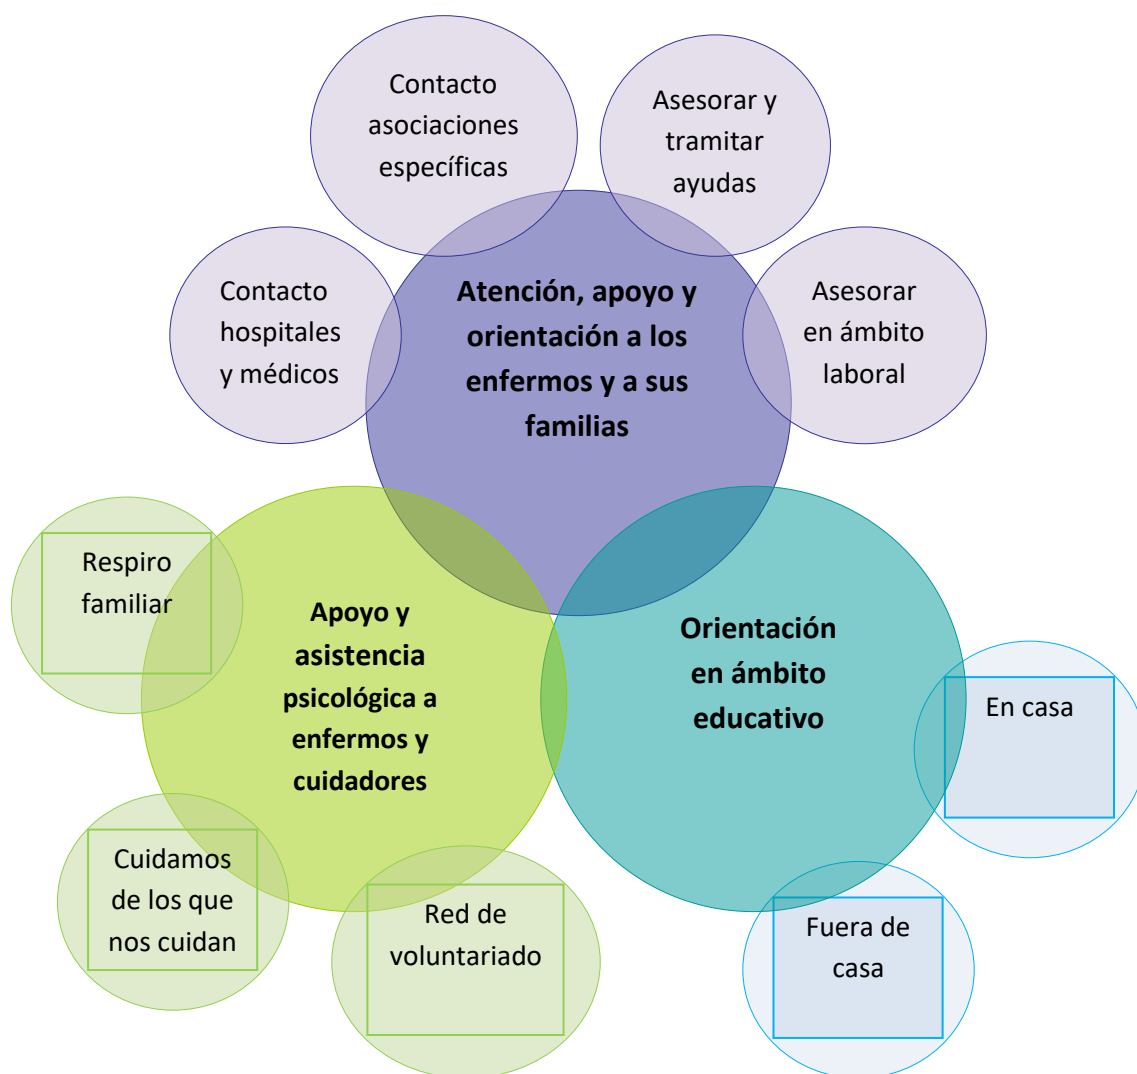 Contacto
asociaciones
específicas
Asesorar y
tramitar
ayudas
Contacto
hospitales
y médicos
Atención, apoyo y
orientación a los
enfermos y a sus
familias
Asesorar
en ámbito
laboral
Respiro
familiar
Apoyo y
asistencia
psicológica a
enfermos y
cuidadores
Orientación
en ámbito
educativo
En casa
Cuidamos
de los que
nos cuidan
Red de
voluntariado
Fuera de
casa